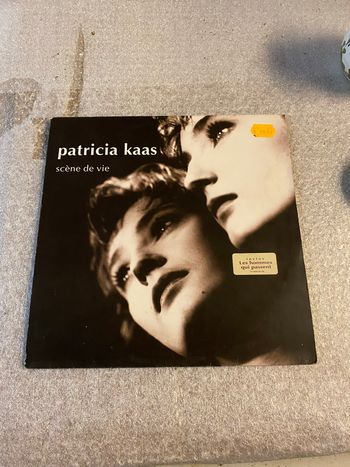 patricia kaas
scène de vie
Les hommes
qui passent